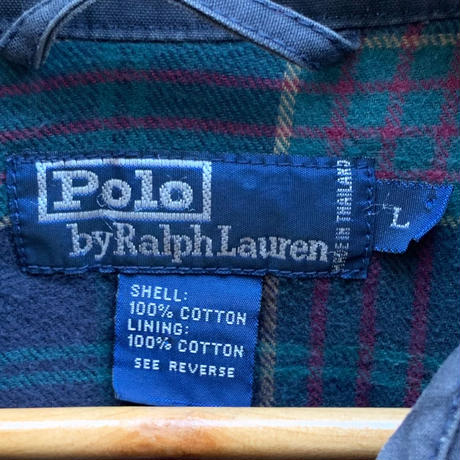 Polo
by Ralph Lauren
MADE IN THAILAND
L
SHELL:
100% COTTON
LINING:
100% COTTON
SEE REVERSE